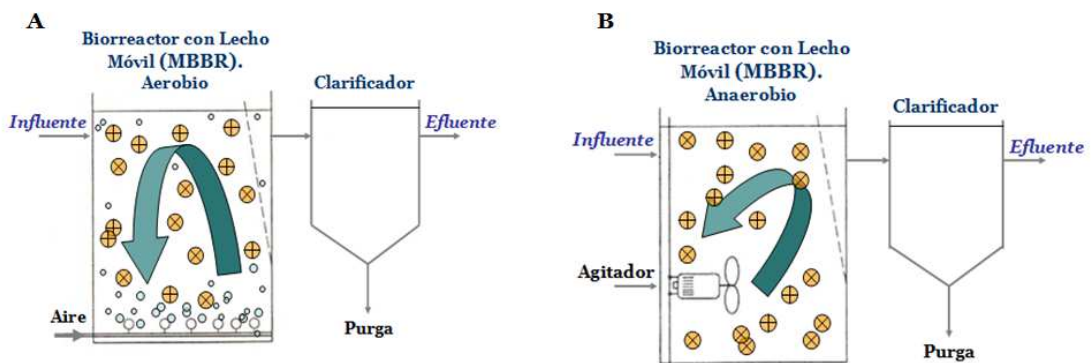 A
Biorreactor con Lecho
Móvil (MBBR).
Aerobio
Clarificador
Influente
Efluente
Aire
Purga
B
Biorreactor con Lecho
Móvil (MBBR).
Anaerobio
Clarificador
Influente
Efluente
Agitador
Purga